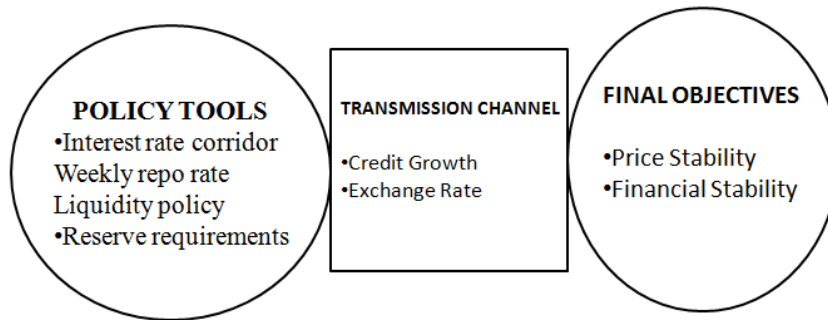 POLICY TOOLS
•Interest rate corridor
Weekly repo rate
Liquidity policy
•Reserve requirements
TRANSMISSION CHANNEL
•Credit Growth
•Exchange Rate
FINAL OBJECTIVES
•Price Stability
•Financial Stability